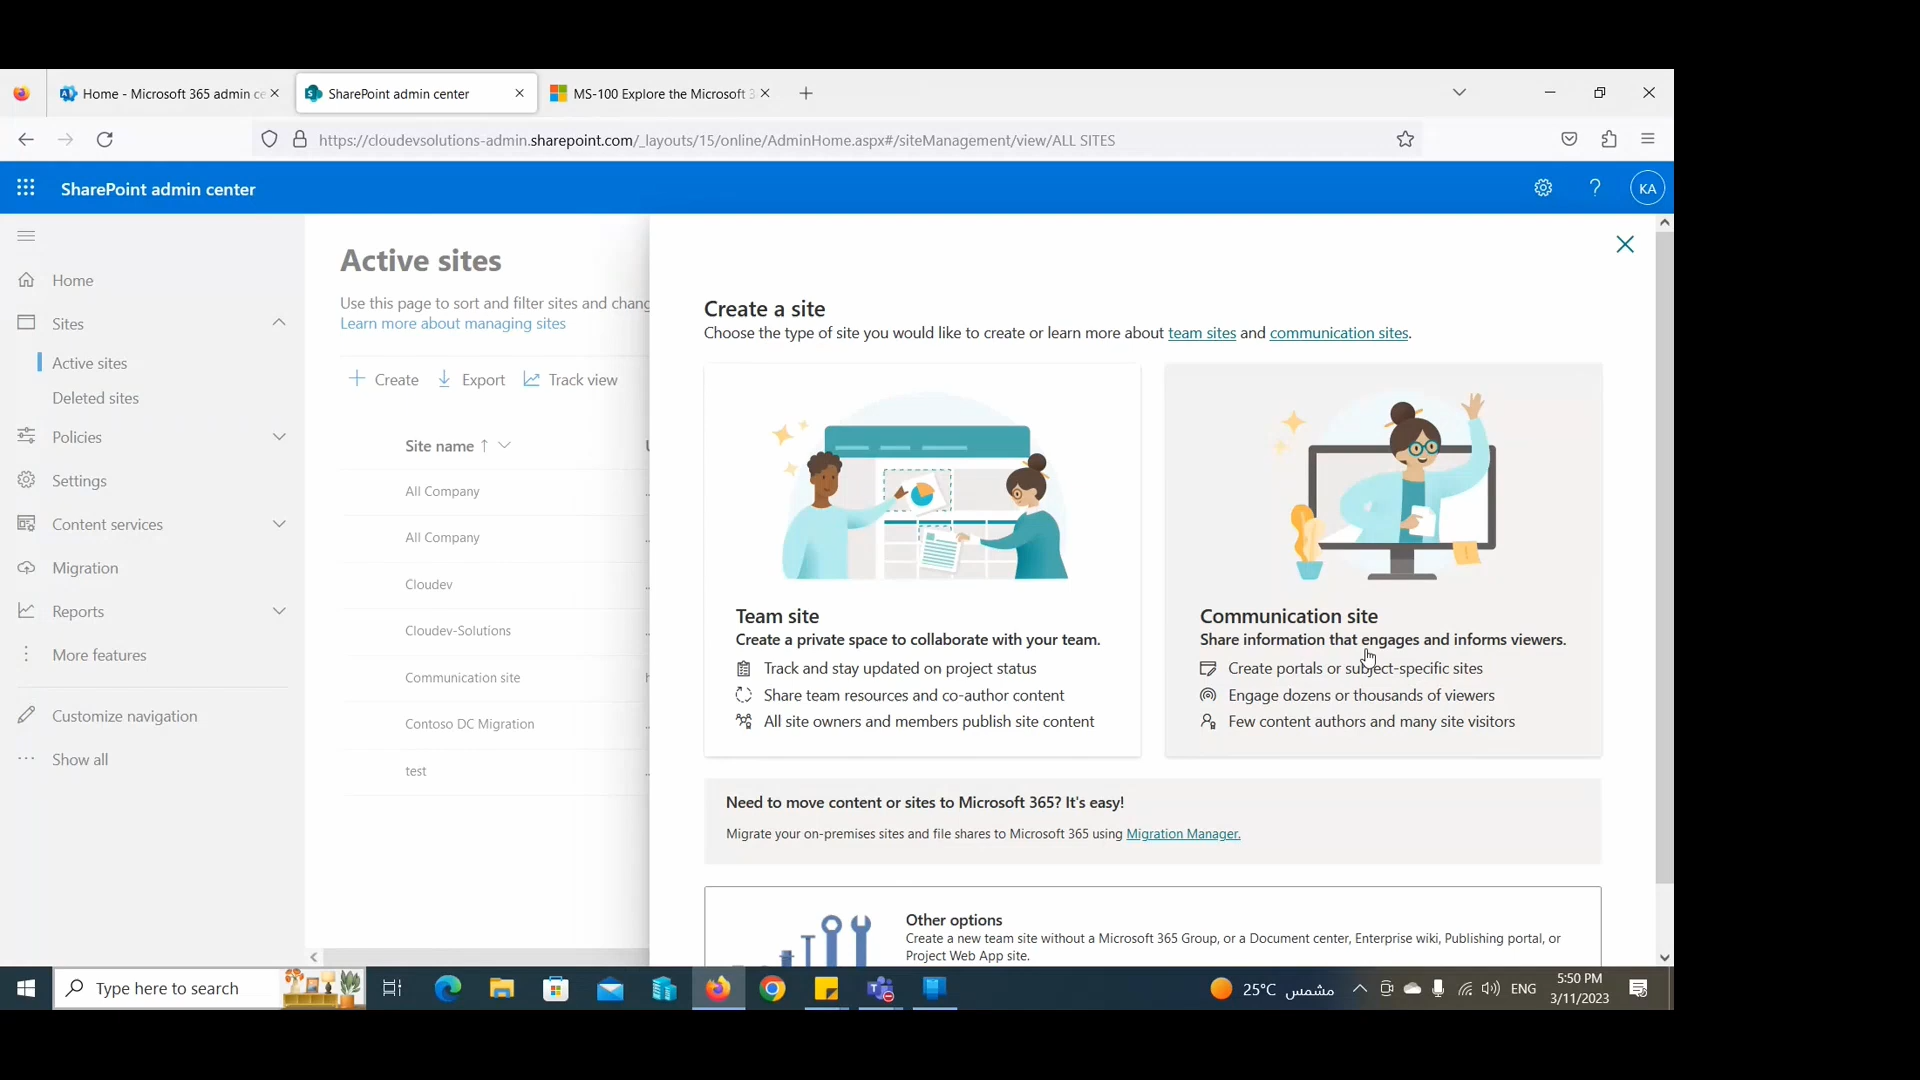 Home - Microsoft 365 admin ce
SharePoint admin center
MS-100 Explore the Microsoft 3
https://cloudevsolutions-admin.sharepoint.com/_layouts/15/online/AdminHome.aspx#/siteManagement/view/ALL SITES
SharePoint admin center
KA
Home
Sites
Active sites
Deleted sites
Policies
Settings
Content services
Migration
Reports
More features
Customize navigation
Show all
Active sites
Use this page to sort and filter sites and chang
Learn more about managing sites
Create
Export
Track view
Site name
All Company
All Company
Cloudev
Cloudev-Solutions
Communication site
Contoso DC Migration
test
Create a site
Choose the type of site you would like to create or learn more about team sites and communication sites.
Team site
Create a private space to collaborate with your team.
Track and stay updated on project status
Share team resources and co-author content
All site owners and members publish site content
Communication site
Share information that engages and informs viewers.
Create portals or subject-specific sites
Engage dozens or thousands of viewers
Few content authors and many site visitors
Need to move content or sites to Microsoft 365? It's easy!
Migrate your on-premises sites and file shares to Microsoft 365 using Migration Manager.
Other options
Create a new team site without a Microsoft 365 Group, or a Document center, Enterprise wiki, Publishing portal, or
Project Web App site.
Type here to search
25°C مشمس
ENG
5:50 PM
3/11/2023